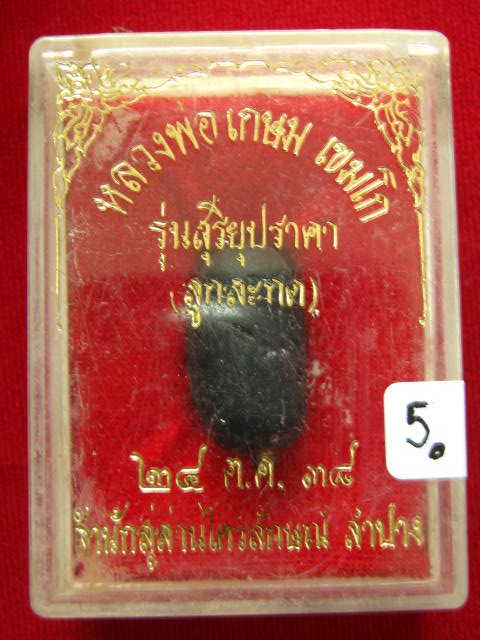 หลวงพ่อ เกษม เขมโก
รุ่นสุริยุปราคา
(ลูกสะกด)
5.
๒๔ ต.ค. ๓๘
สำนักสู่ล่านไตรลักษณ์ ลำปาง